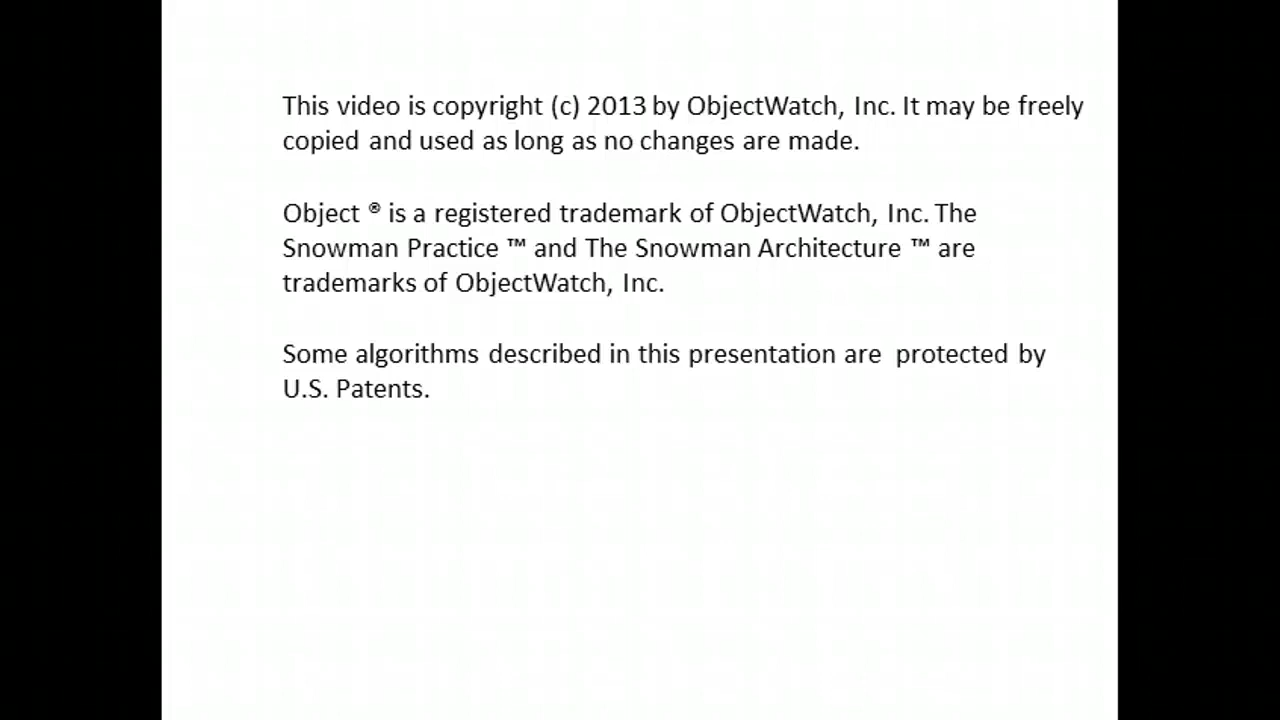 This video is copyright (c) 2013 by ObjectWatch, Inc. It may be freely
copied and used as long as no changes are made.
Object ® is a registered trademark of ObjectWatch, Inc. The
Snowman Practice ™ and The Snowman Architecture ™ are
trademarks of ObjectWatch, Inc.
Some algorithms described in this presentation are protected by
U.S. Patents.